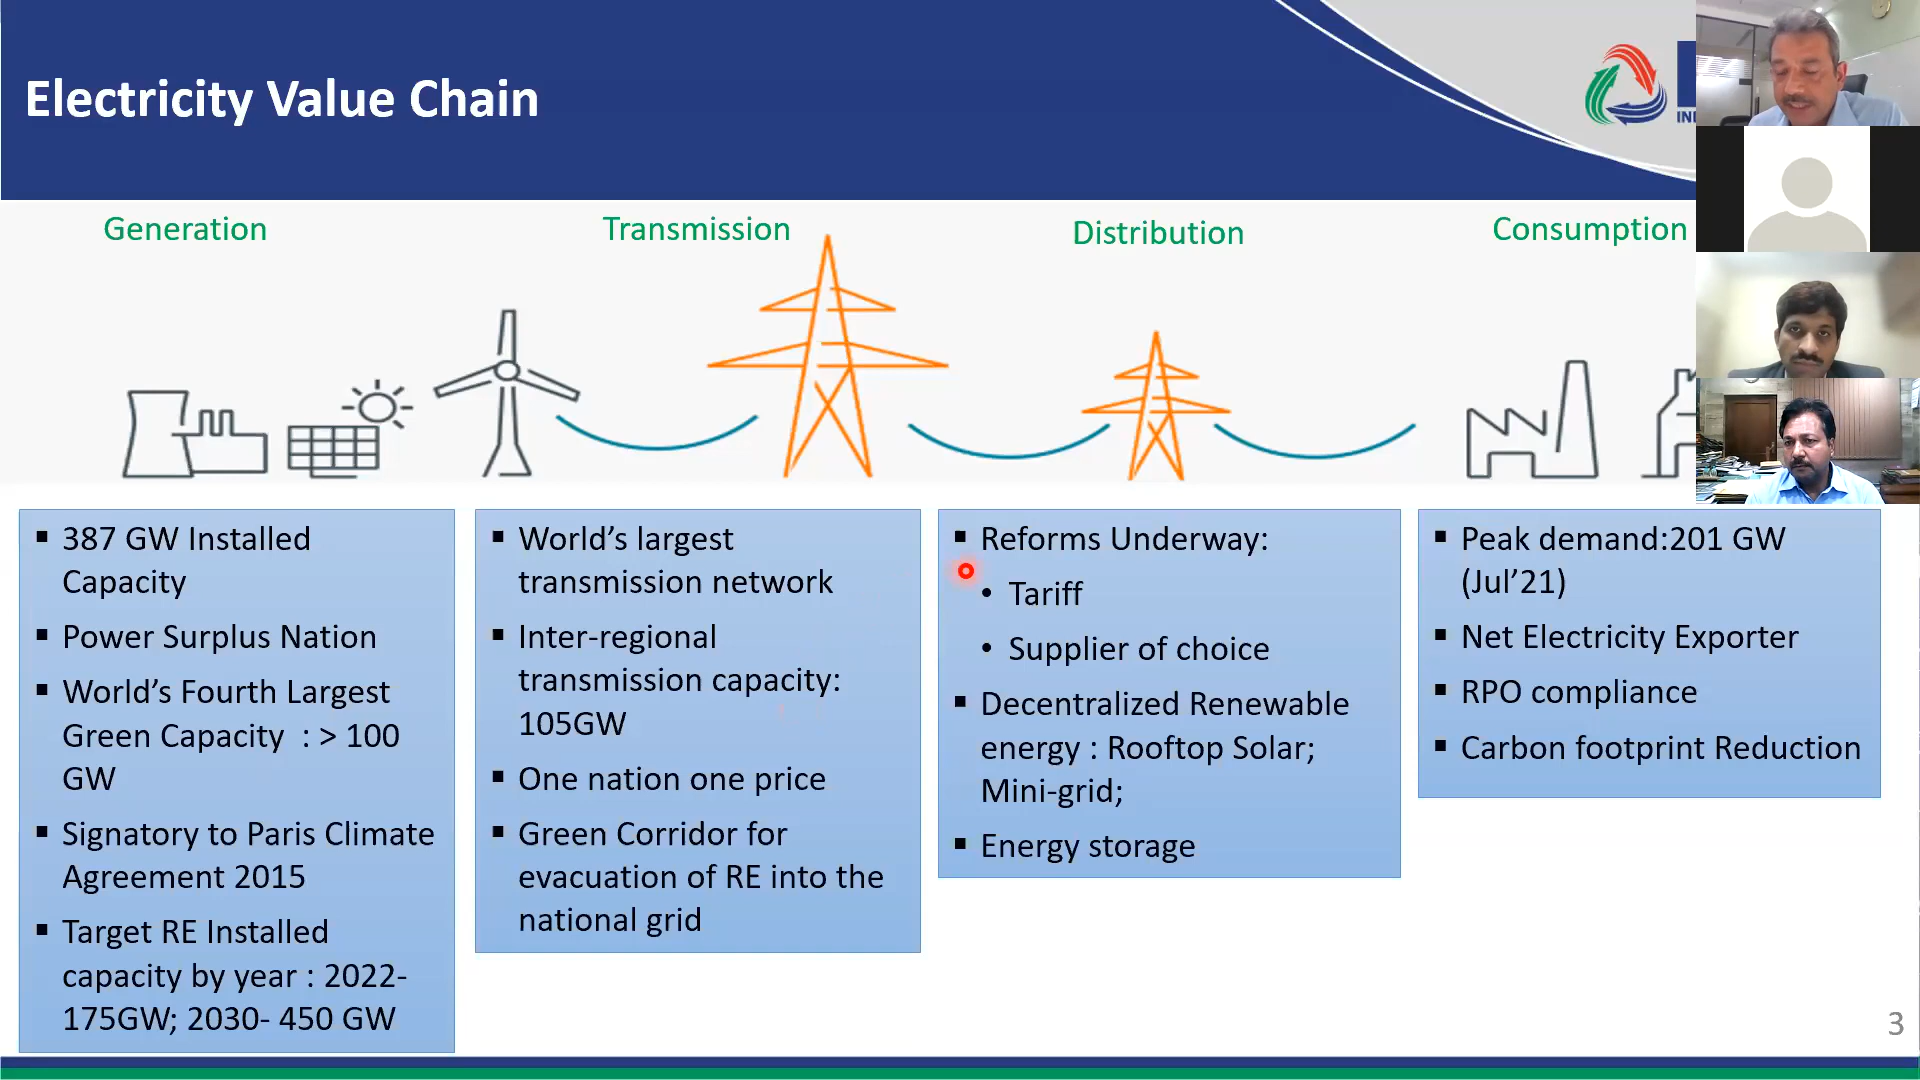 Electricity Value Chain
IN
Generation
Transmission
Distribution
Consumption
▪ 387 GW Installed
Capacity
▪ Power Surplus Nation
▪ World's Fourth Largest
Green Capacity : > 100
GW
▪ Signatory to Paris Climate
Agreement 2015
▪ Target RE Installed
capacity by year : 2022-
175GW; 2030- 450 GW
▪ World's largest
transmission network
▪ Inter-regional
transmission capacity:
105GW
▪ One nation one price
▪ Green Corridor for
evacuation of RE into the
national grid
▪ Reforms Underway:
• Tariff
• Supplier of choice
▪ Decentralized Renewable
energy : Rooftop Solar;
Mini-grid;
▪ Energy storage
▪ Peak demand:201 GW
(Jul'21)
▪ Net Electricity Exporter
▪ RPO compliance
▪ Carbon footprint Reduction
3